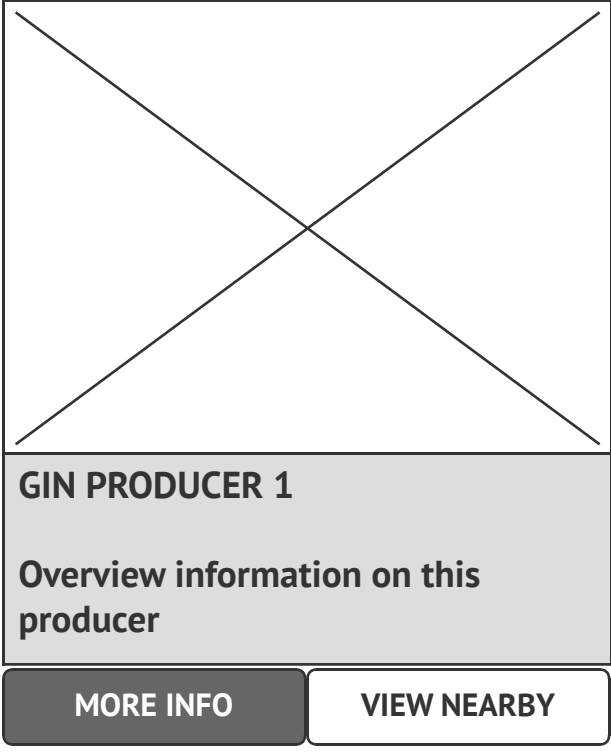 GIN PRODUCER 1
Overview information on this
producer
MORE INFO
VIEW NEARBY